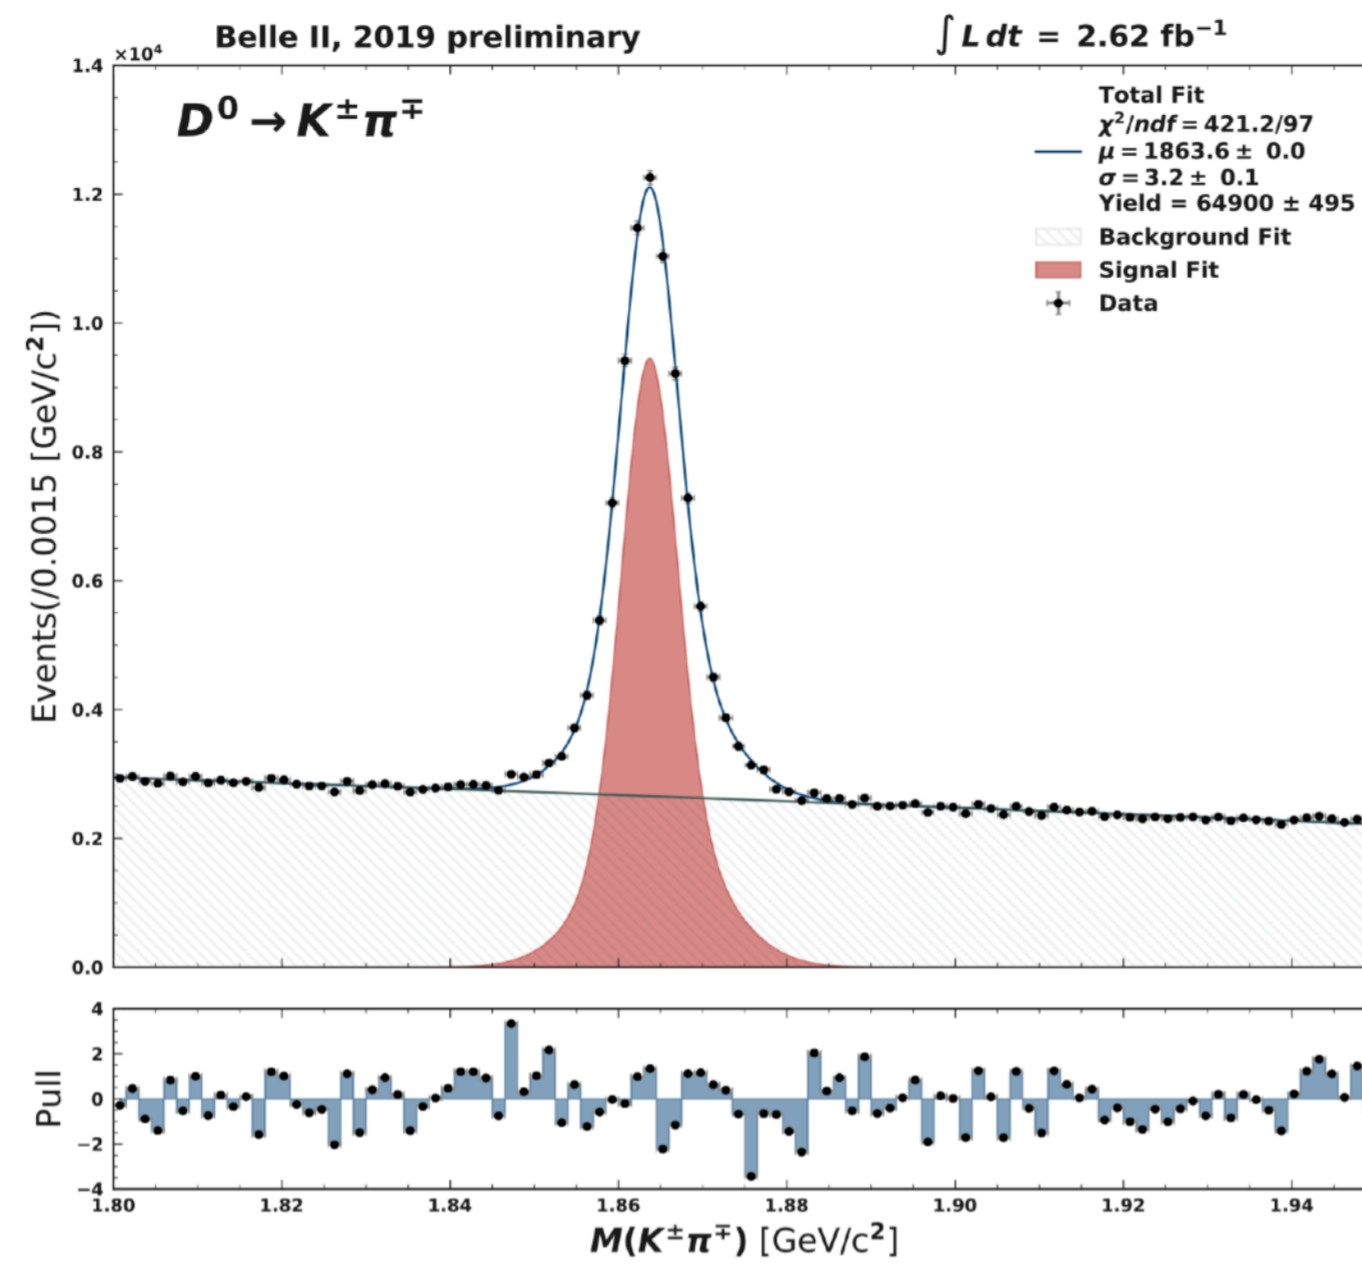 Belle II, 2019 preliminary
∫ L dt = 2.62 fb⁻¹
×10⁴
D⁰ → K±π∓
Total Fit
χ²/ndf = 421.2/97
μ = 1863.6 ± 0.0
σ = 3.2 ± 0.1
Yield = 64900 ± 495
Background Fit
Signal Fit
Data
Events(/0.0015 [GeV/c²])
1.4
1.2
1.0
0.8
0.6
0.4
0.2
0.0
Pull
4
2
0
−2
−4
1.80 1.82 1.84 1.86 1.88 1.90 1.92 1.94
M(K±π∓) [GeV/c²]